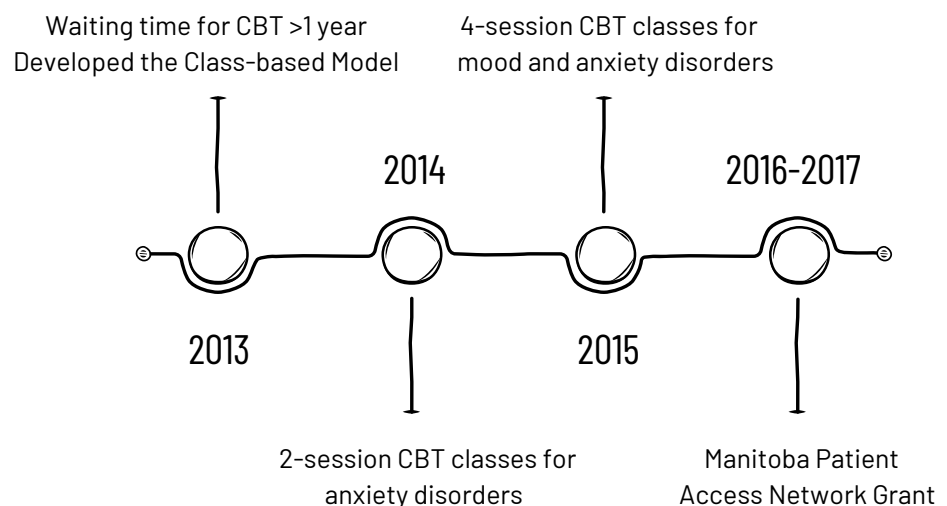 Waiting time for CBT >1 year
Developed the Class-based Model
4-session CBT classes for
mood and anxiety disorders
2014
2016-2017
2013
2015
2-session CBT classes for
anxiety disorders
Manitoba Patient
Access Network Grant